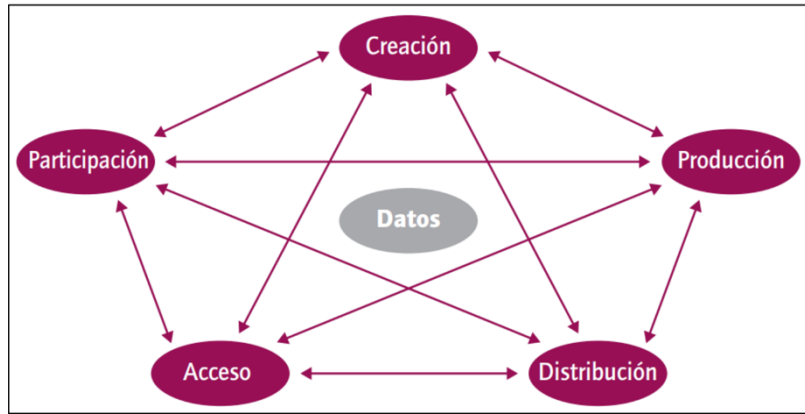 Creación
Participación
Producción
Datos
Acceso
Distribución